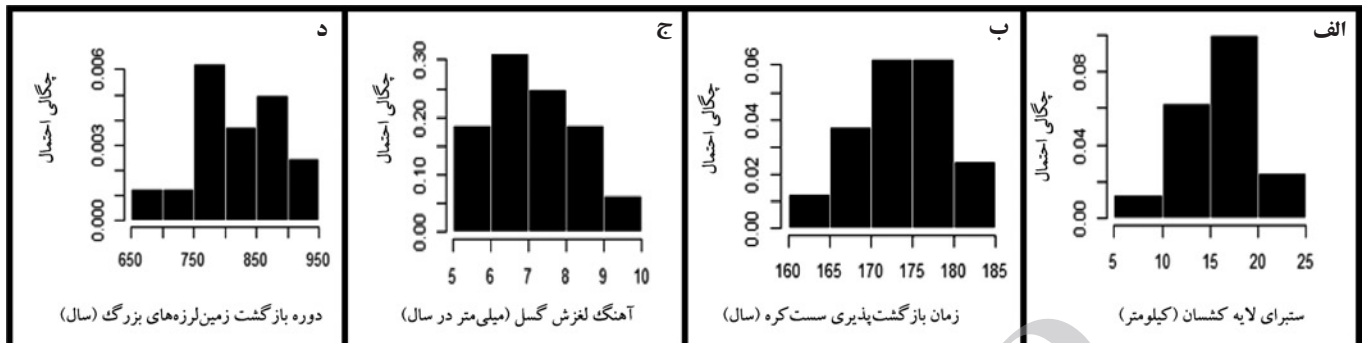 الف
چگالی احتمال
0.00 0.04 0.08
5 10 15 20 25
ستبرای لایه کشسان (کیلومتر)
ب
چگالی احتمال
0.00 0.02 0.04 0.06
160 165 170 175 180 185
زمان بازگشت‌پذیری سست‌کره (سال)
ج
چگالی احتمال
0.00 0.10 0.20 0.30
5 6 7 8 9 10
آهنگ لغزش گسل (میلی‌متر در سال)
د
چگالی احتمال
0.000 0.003 0.006
650 750 850 950
دوره بازگشت زمین‌لرزه‌های بزرگ (سال)